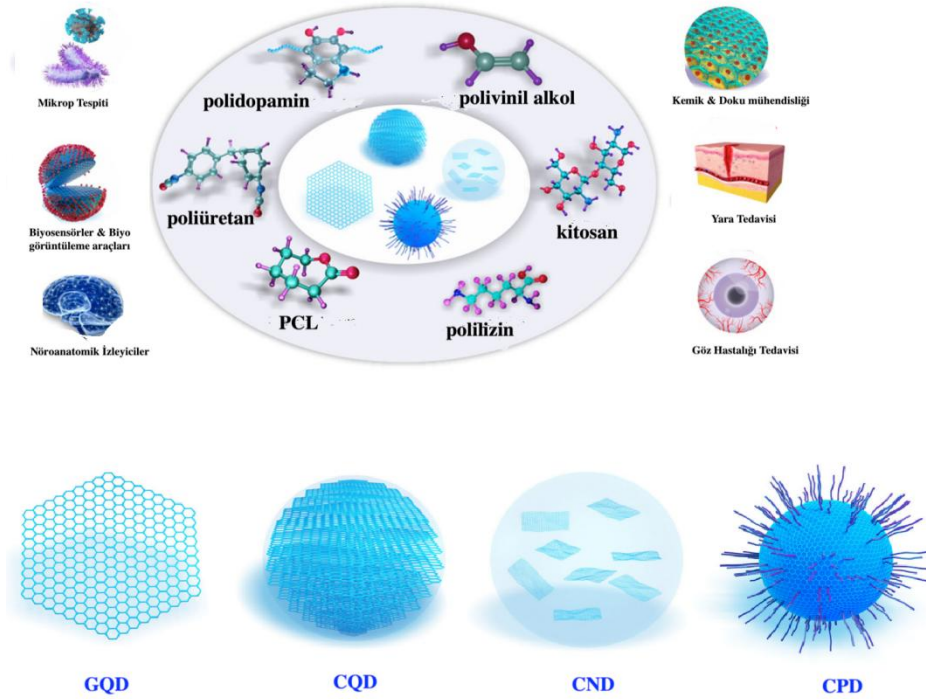 Mikrop Tespiti
Biyosensörler & Biyo
görüntüleme araçları
Nöroanatomik İzleyiciler
polidopamin
polivinil alkol
poliüretan
kitosan
PCL
polilizin
Kemik & Doku mühendisliği
Yara Tedavisi
Göz Hastalığı Tedavisi
GQD
CQD
CND
CPD